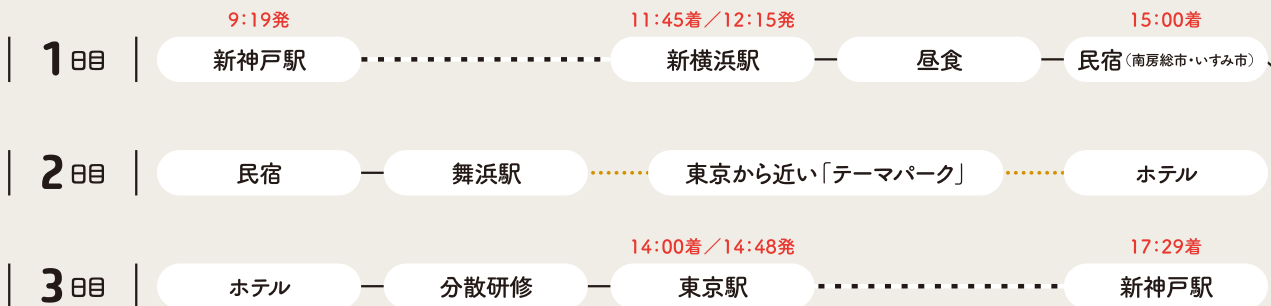 9:19発 11:45着／12:15発 15:00着
1日目 新神戸駅 新横浜駅 昼食 民宿（南房総市・いすみ市）
2日目 民宿 舞浜駅 東京から近い「テーマパーク」 ホテル
14:00着／14:48発 17:29着
3日目 ホテル 分散研修 東京駅 新神戸駅